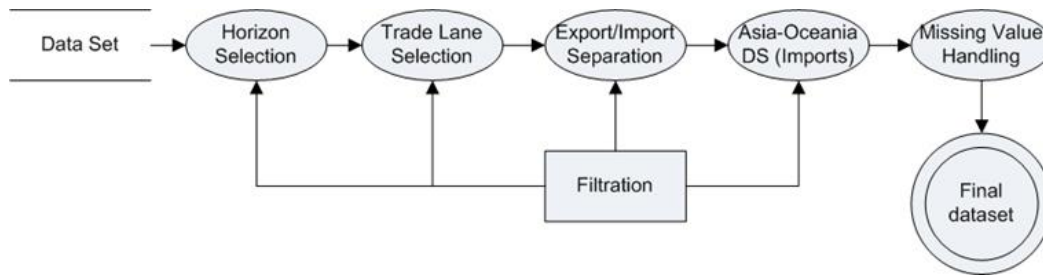 Data Set
Horizon
Selection
Trade Lane
Selection
Export/Import
Separation
Asia-Oceania
DS (Imports)
Missing Value
Handling
Filtration
Final
dataset